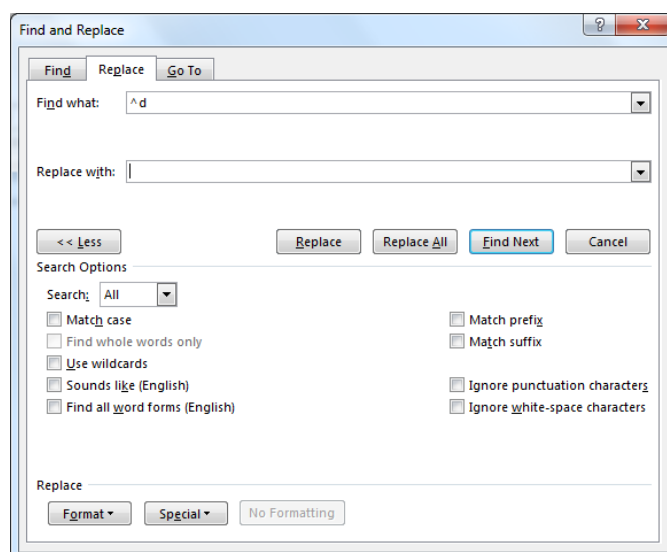 Find and Replace
Find Replace Go To
Find what: ^d
Replace with:
<< Less Replace Replace All Find Next Cancel
Search Options
Search: All
Match case Match prefix
Find whole words only Match suffix
Use wildcards
Sounds like (English) Ignore punctuation characters
Find all word forms (English) Ignore white-space characters
Replace
Format Special No Formatting